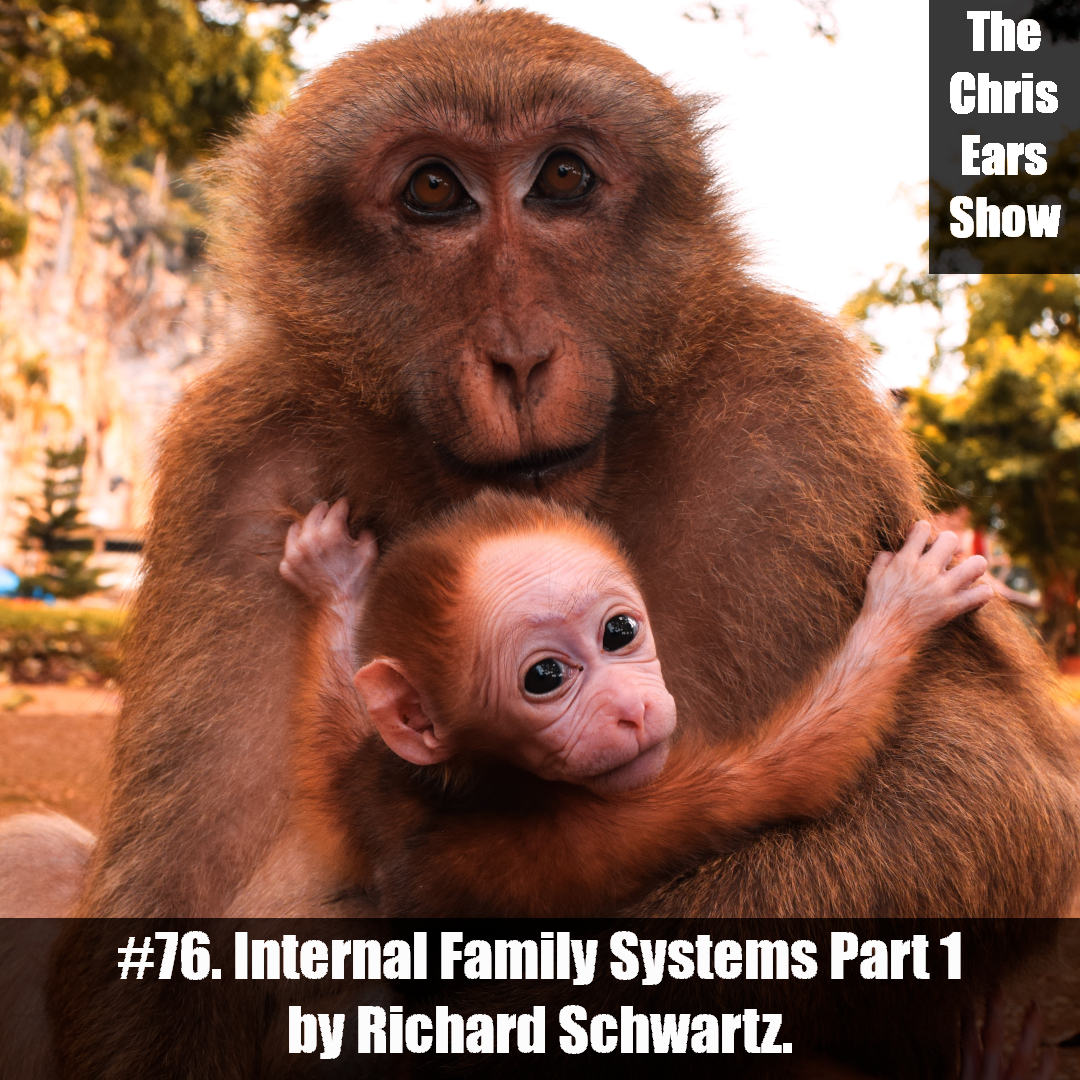 The
Chris
Ears
Show
#76. Internal Family Systems Part 1
by Richard Schwartz.